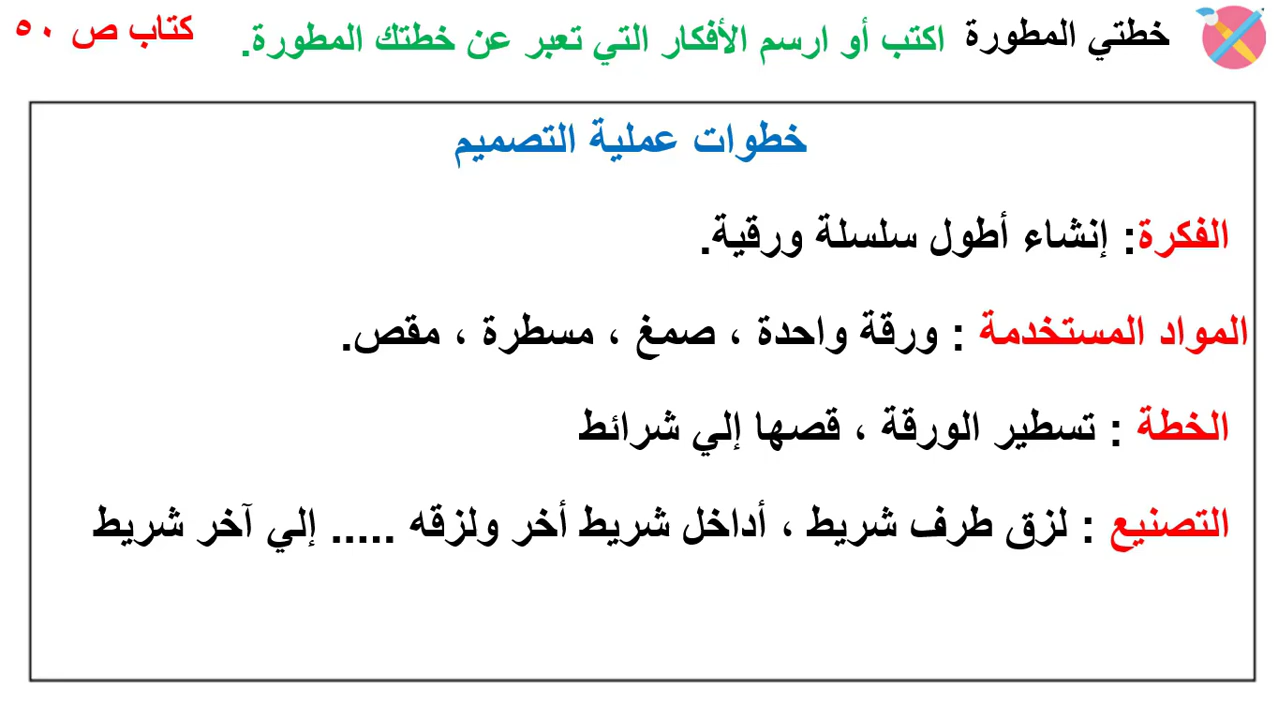 خطتي المطورة اكتب أو ارسم الأفكار التي تعبر عن خطتك المطورة. كتاب ص ٥٠
خطوات عملية التصميم
الفكرة: إنشاء أطول سلسلة ورقية.
المواد المستخدمة : ورقة واحدة ، صمغ ، مسطرة ، مقص.
الخطة : تسطير الورقة ، قصها إلي شرائط
التصنيع : لزق طرف شريط ، أداخل شريط أخر ولزقه ..... إلي آخر شريط